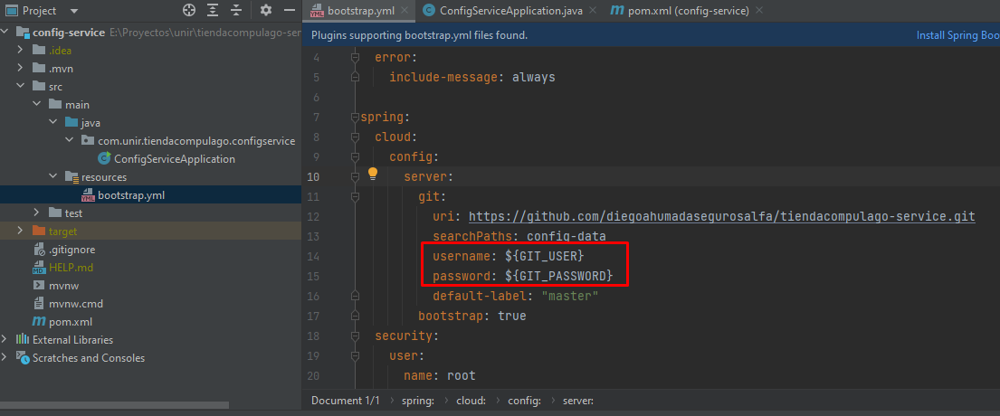 Project
config-service E:\Proyectos\unir\tiendacompulago-ser
.idea
.mvn
src
main
java
com.unir.tiendacompulago.configservice
ConfigServiceApplication
resources
bootstrap.yml
test
target
.gitignore
HELP.md
mvnw
mvnw.cmd
pom.xml
External Libraries
Scratches and Consoles
bootstrap.yml ConfigServiceApplication.java pom.xml (config-service)
Plugins supporting bootstrap.yml files found. Install Spring Boo
4 error:
5 include-message: always
6
7 spring:
8 cloud:
9 config:
10 server:
11 git:
12 uri: https://github.com/diegoahumadasegurosalfa/tiendacompulago-service.git
13 searchPaths: config-data
14 username: ${GIT_USER}
15 password: ${GIT_PASSWORD}
16 default-label: "master"
17 bootstrap: true
18 security:
19 user:
20 name: root
Document 1/1 spring: cloud: config: server: